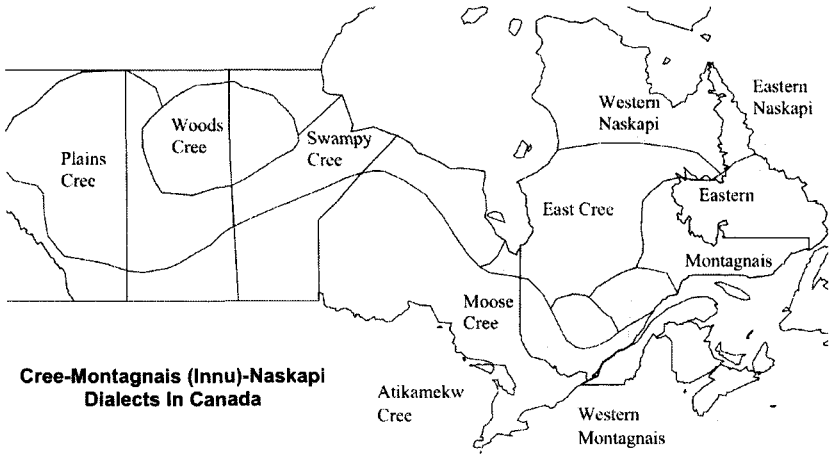 Plains
Cree
Woods
Cree
Swampy
Cree
Western
Naskapi
Eastern
Naskapi
East Cree
Eastern
Montagnais
Moose
Cree
Atikamekw
Cree
Western
Montagnais
Cree-Montagnais (Innu)-Naskapi
Dialects In Canada